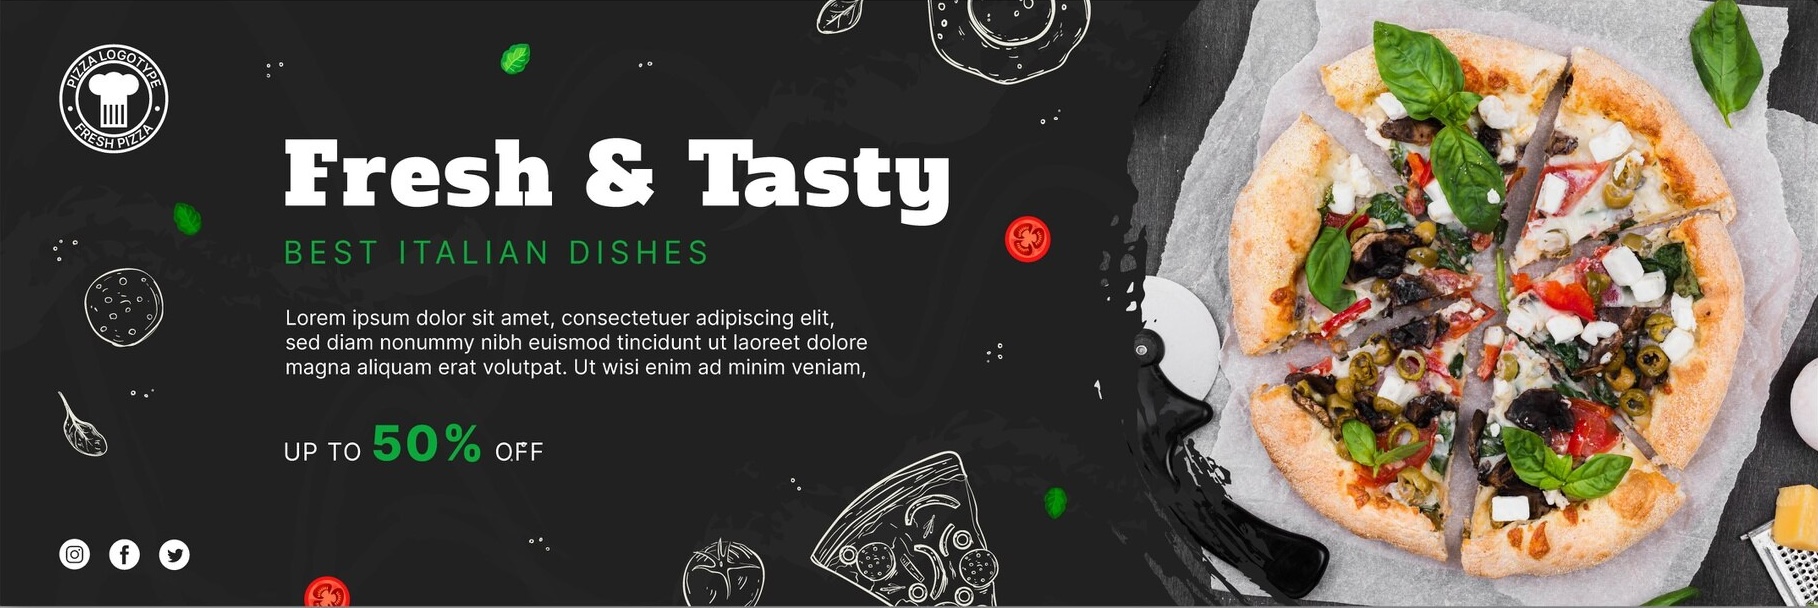 PIZZA LOGOTYPE
FRESH PIZZA
Fresh & Tasty
BEST ITALIAN DISHES
Lorem ipsum dolor sit amet, consectetuer adipiscing elit,
sed diam nonummy nibh euismod tincidunt ut laoreet dolore
magna aliquam erat volutpat. Ut wisi enim ad minim veniam,
UP TO 50% OFF